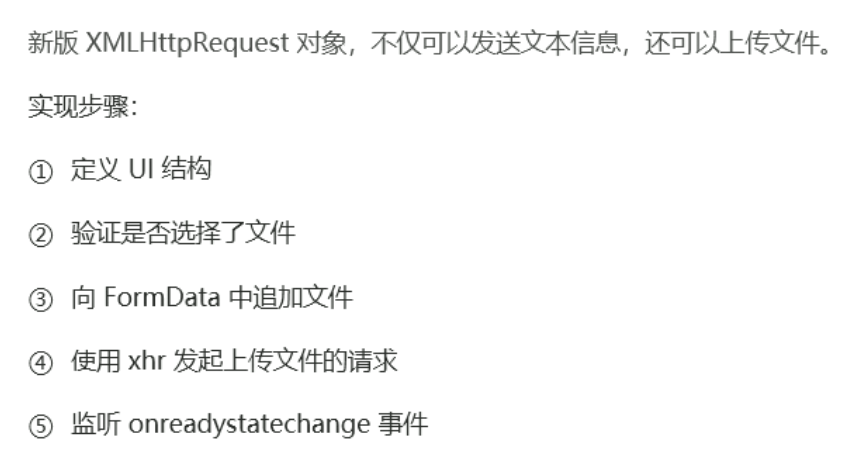 新版 XMLHttpRequest 对象，不仅可以发送文本信息，还可以上传文件。
实现步骤：
① 定义 UI 结构
② 验证是否选择了文件
③ 向 FormData 中追加文件
④ 使用 xhr 发起上传文件的请求
⑤ 监听 onreadystatechange 事件